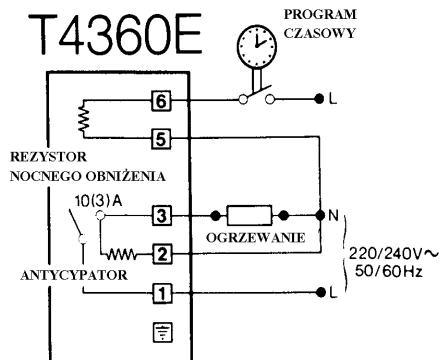 T4360E
PROGRAM
CZASOWY
6
L
5
REZYSTOR
NOCNEGO OBNIŻENIA
10(3)A
3
N
OGRZEWANIE
2
220/240V~
50/60Hz
ANTYCYPATOR
1
L